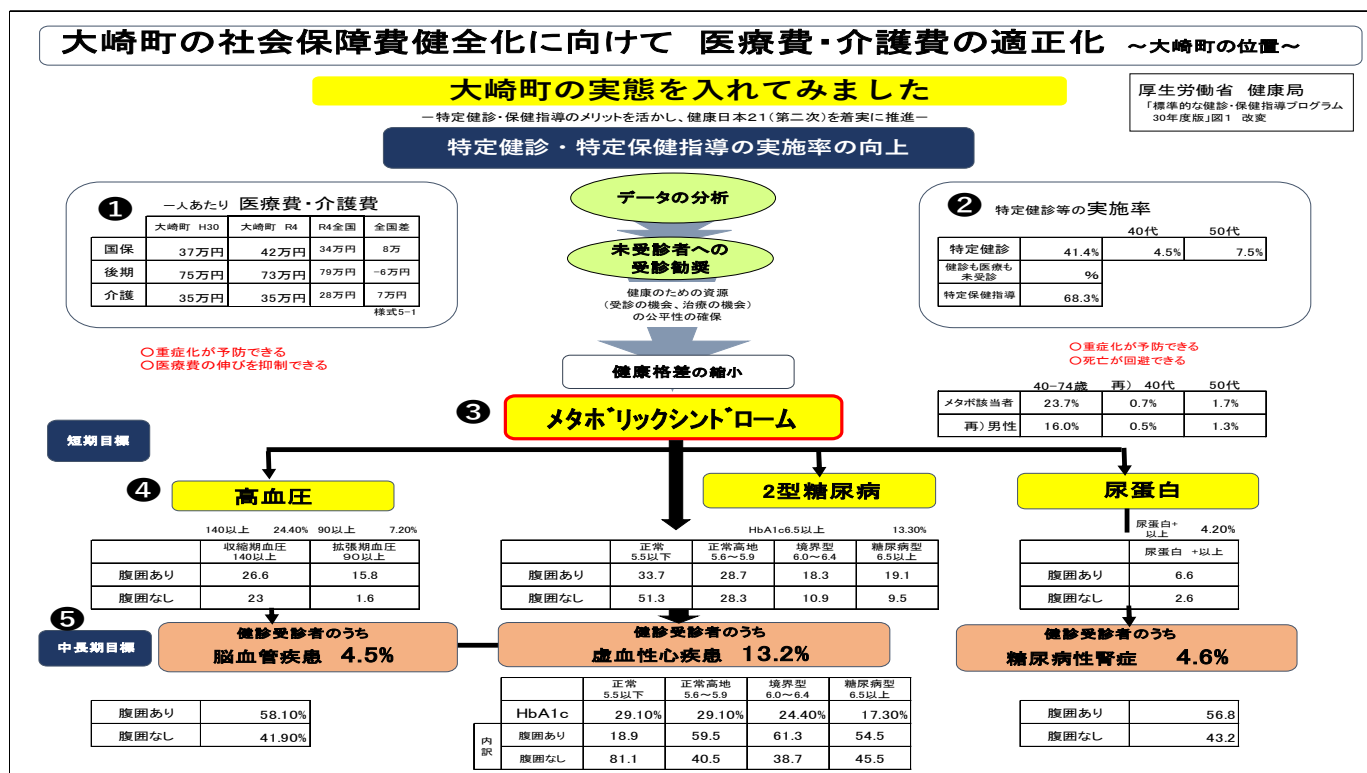 大崎町の社会保障費健全化に向けて 医療費・介護費の適正化 ～大崎町の位置～
大崎町の実態を入れてみました
－特定健診・保健指導のメリットを活かし、健康日本21(第二次)を着実に推進－
厚生労働省 健康局
「標準的な健診・保健指導プログラム
30年度版」図1 改変
特定健診・特定保健指導の実施率の向上
❶ 一人あたり 医療費・介護費
大崎町 H30 大崎町 R4 R4全国 全国差
国保 37万円 42万円 34万円 8万
後期 75万円 73万円 79万円 -6万円
介護 35万円 35万円 28万円 7万円
様式5-1
○重症化が予防できる
○医療費の伸びを抑制できる
データの分析
未受診者への
受診勧奨
健康のための資源
(受診の機会、治療の機会)
の公平性の確保
健康格差の縮小
❷ 特定健診等の実施率
40代 50代
特定健診 41.4% 4.5% 7.5%
健診も医療も
未受診 %
特定保健指導 68.3%
○重症化が予防できる
○死亡が回避できる
40-74歳 再) 40代 50代
メタボ該当者 23.7% 0.7% 1.7%
再)男性 16.0% 0.5% 1.3%
❸ メタボリックシンドローム
短期目標
❹ 高血圧
2型糖尿病
尿蛋白
140以上 24.40% 90以上 7.20%
収縮期血圧
140以上
拡張期血圧
90以上
腹囲あり 26.6 15.8
腹囲なし 23 1.6
HbA1c6.5以上 13.30%
正常
5.5以下
正常高地
5.6～5.9
境界型
6.0～6.4
糖尿病型
6.5以上
腹囲あり 33.7 28.7 18.3 19.1
腹囲なし 51.3 28.3 10.9 9.5
尿蛋白+
以上 4.20%
尿蛋白 +以上
腹囲あり 6.6
腹囲なし 2.6
❺
中長期目標
健診受診者のうち
脳血管疾患 4.5%
健診受診者のうち
虚血性心疾患 13.2%
健診受診者のうち
糖尿病性腎症 4.6%
腹囲あり 58.10%
腹囲なし 41.90%
正常
5.5以下
正常高地
5.6～5.9
境界型
6.0～6.4
糖尿病型
6.5以上
HbA1c 29.10% 29.10% 24.40% 17.30%
内訳
腹囲あり 18.9 59.5 61.3 54.5
腹囲なし 81.1 40.5 38.7 45.5
腹囲あり 56.8
腹囲なし 43.2